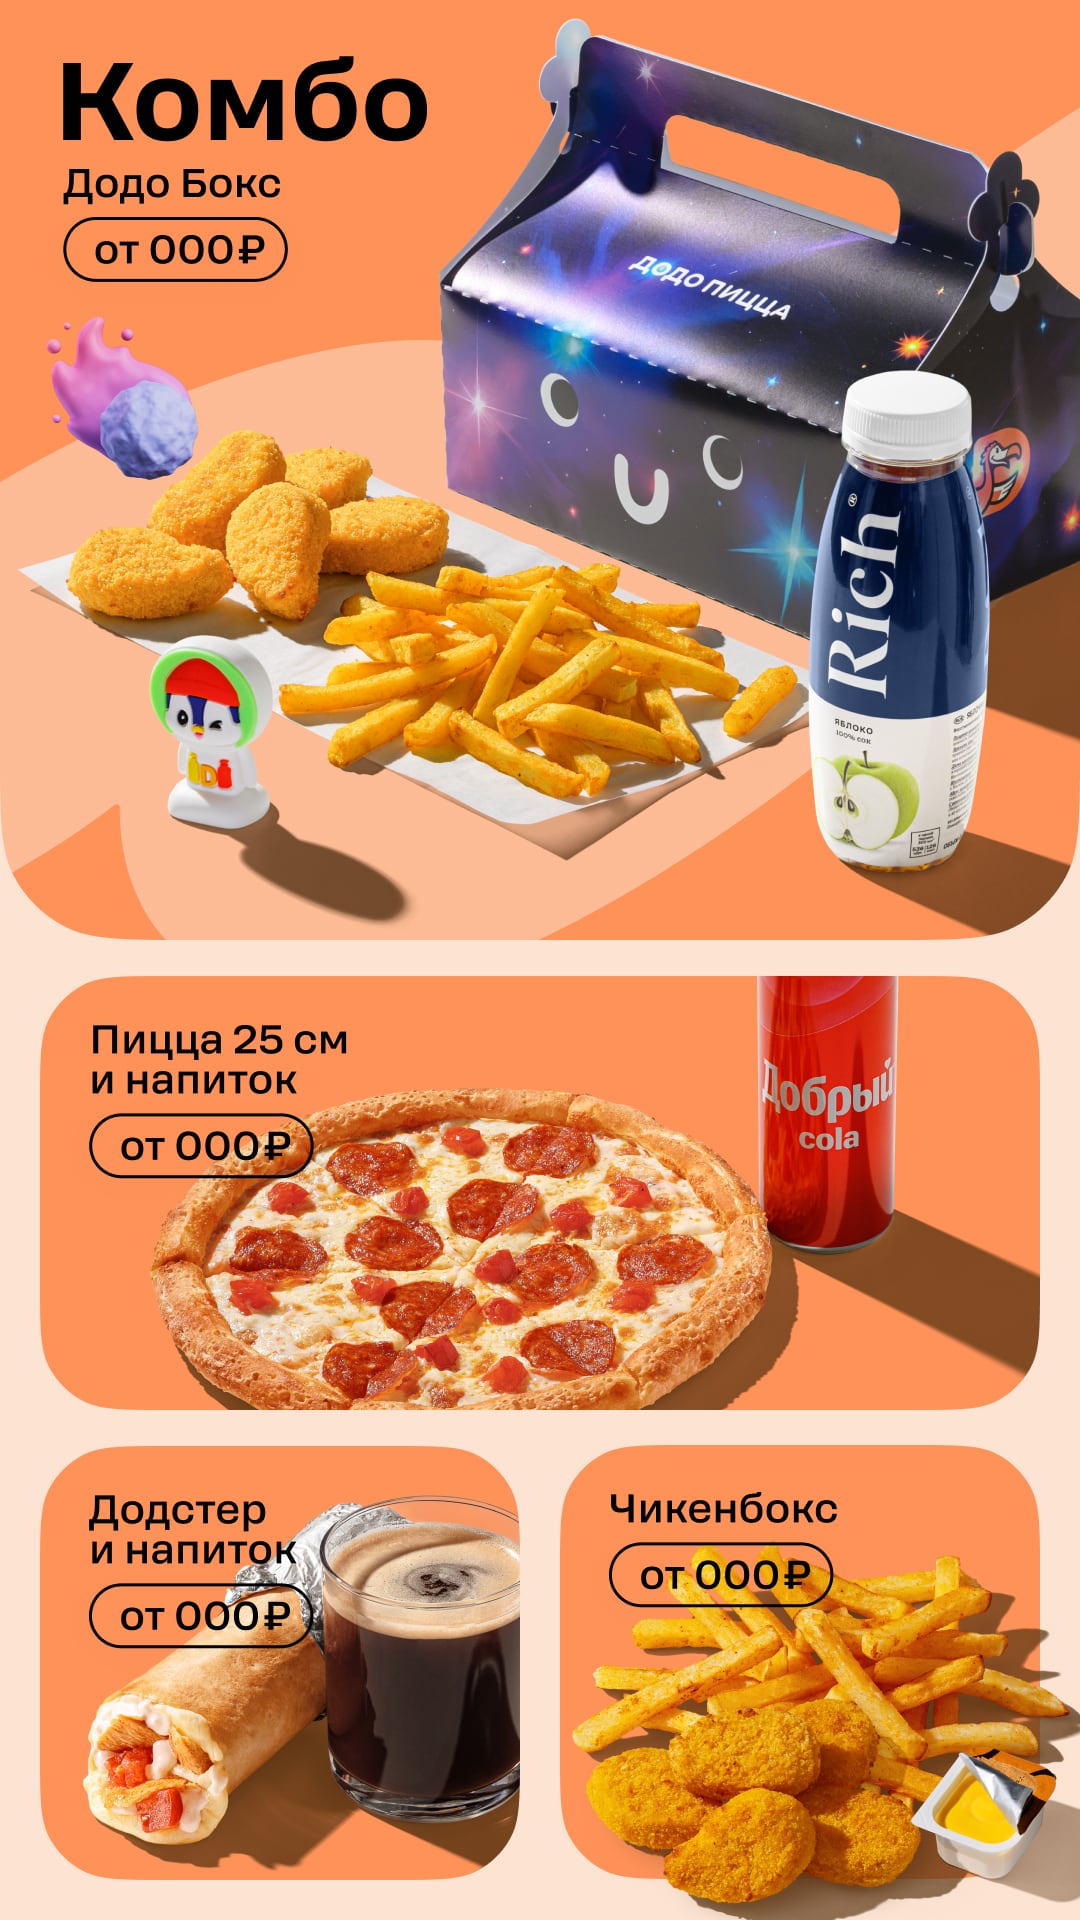 Комбо
Додо Бокс
от 000₽
ДОДО ПИЦЦА
Rich
®
ЯБЛОКО
100% сок
Пицца 25 см
и напиток
от 000₽
Добрый
cola
Додстер
и напиток
от 000₽
Чикенбокс
от 000₽